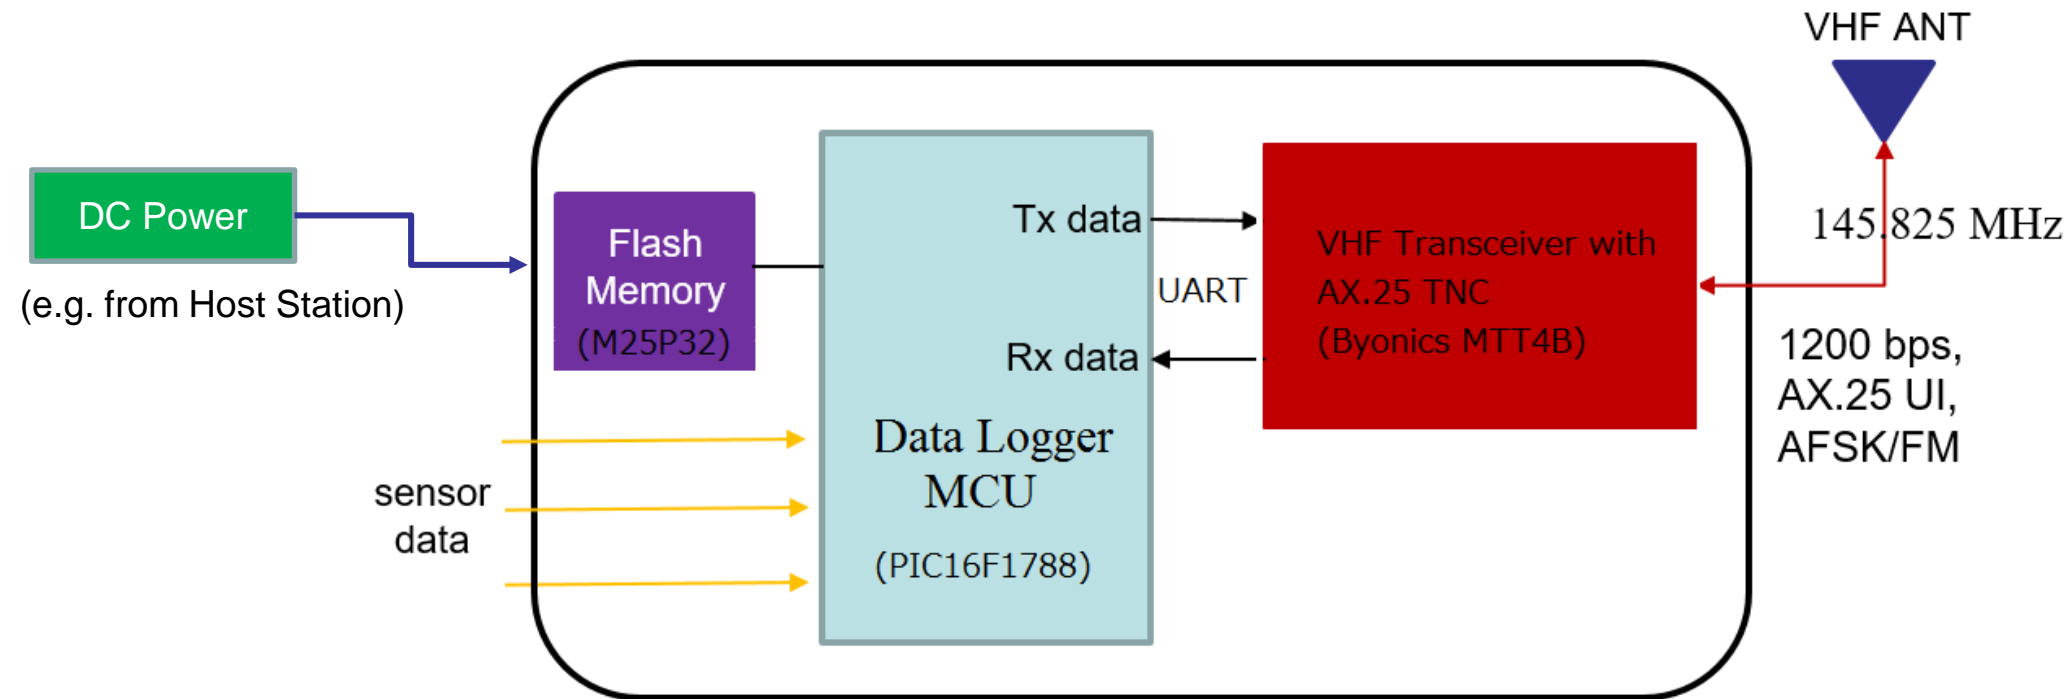 VHF ANT
DC Power
(e.g. from Host Station)
Flash
Memory
(M25P32)
sensor
data
Tx data
UART
Rx data
Data Logger
MCU
(PIC16F1788)
VHF Transceiver with
AX.25 TNC
(Byonics MTT4B)
145.825 MHz
1200 bps,
AX.25 UI,
AFSK/FM